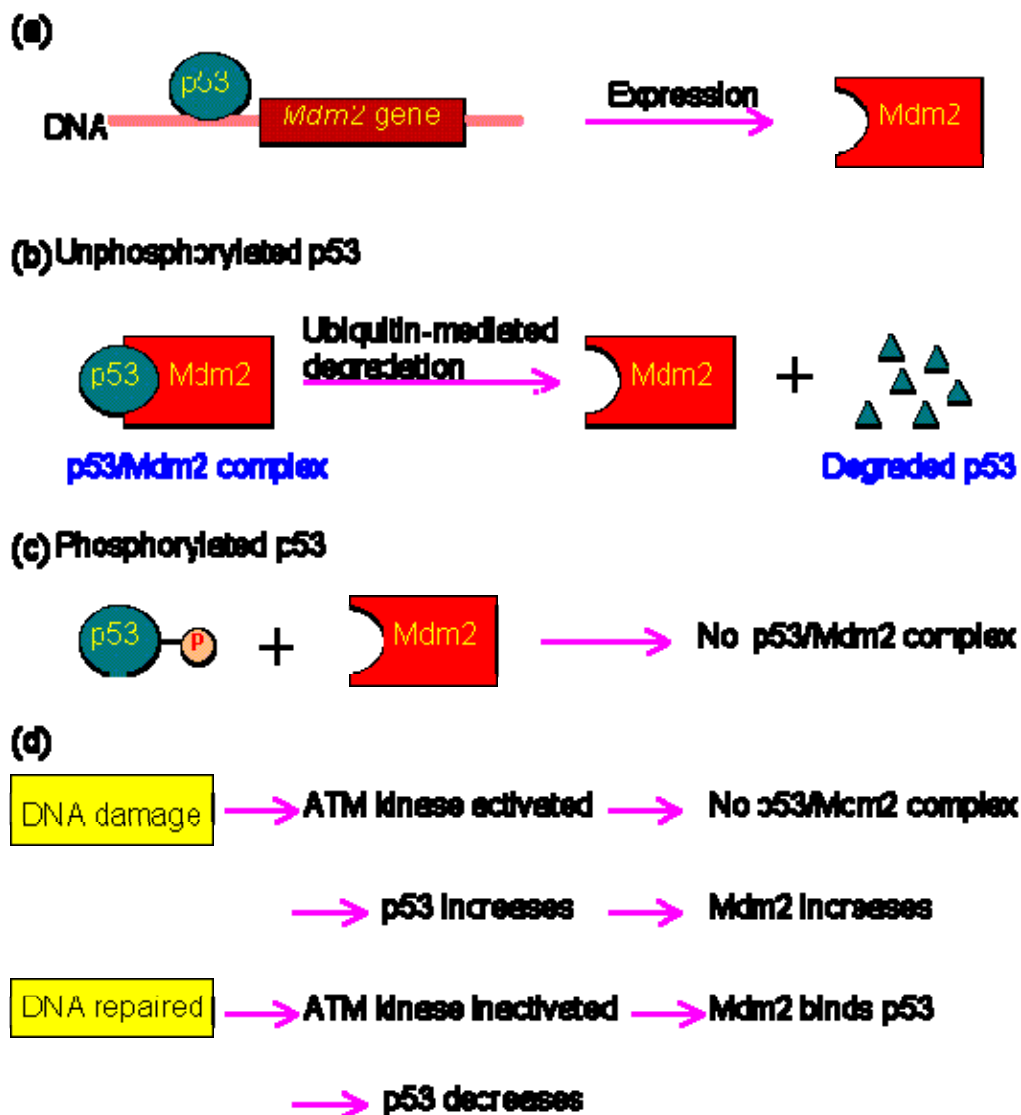 (a)
p53
DNA
Mdm2 gene
Expression
Mdm2
(b) Unphosphorylated p53
p53 Mdm2
Ubiquitin-mediated
degradation
Mdm2
+
p53/Mdm2 complex
Degraded p53
(c) Phosphorylated p53
p53
P
+
Mdm2
No p53/Mdm2 complex
(d)
DNA damage
ATM kinase activated
No p53/Mdm2 complex
p53 increases
Mdm2 increases
DNA repaired
ATM kinase inactivated
Mdm2 binds p53
p53 decreases